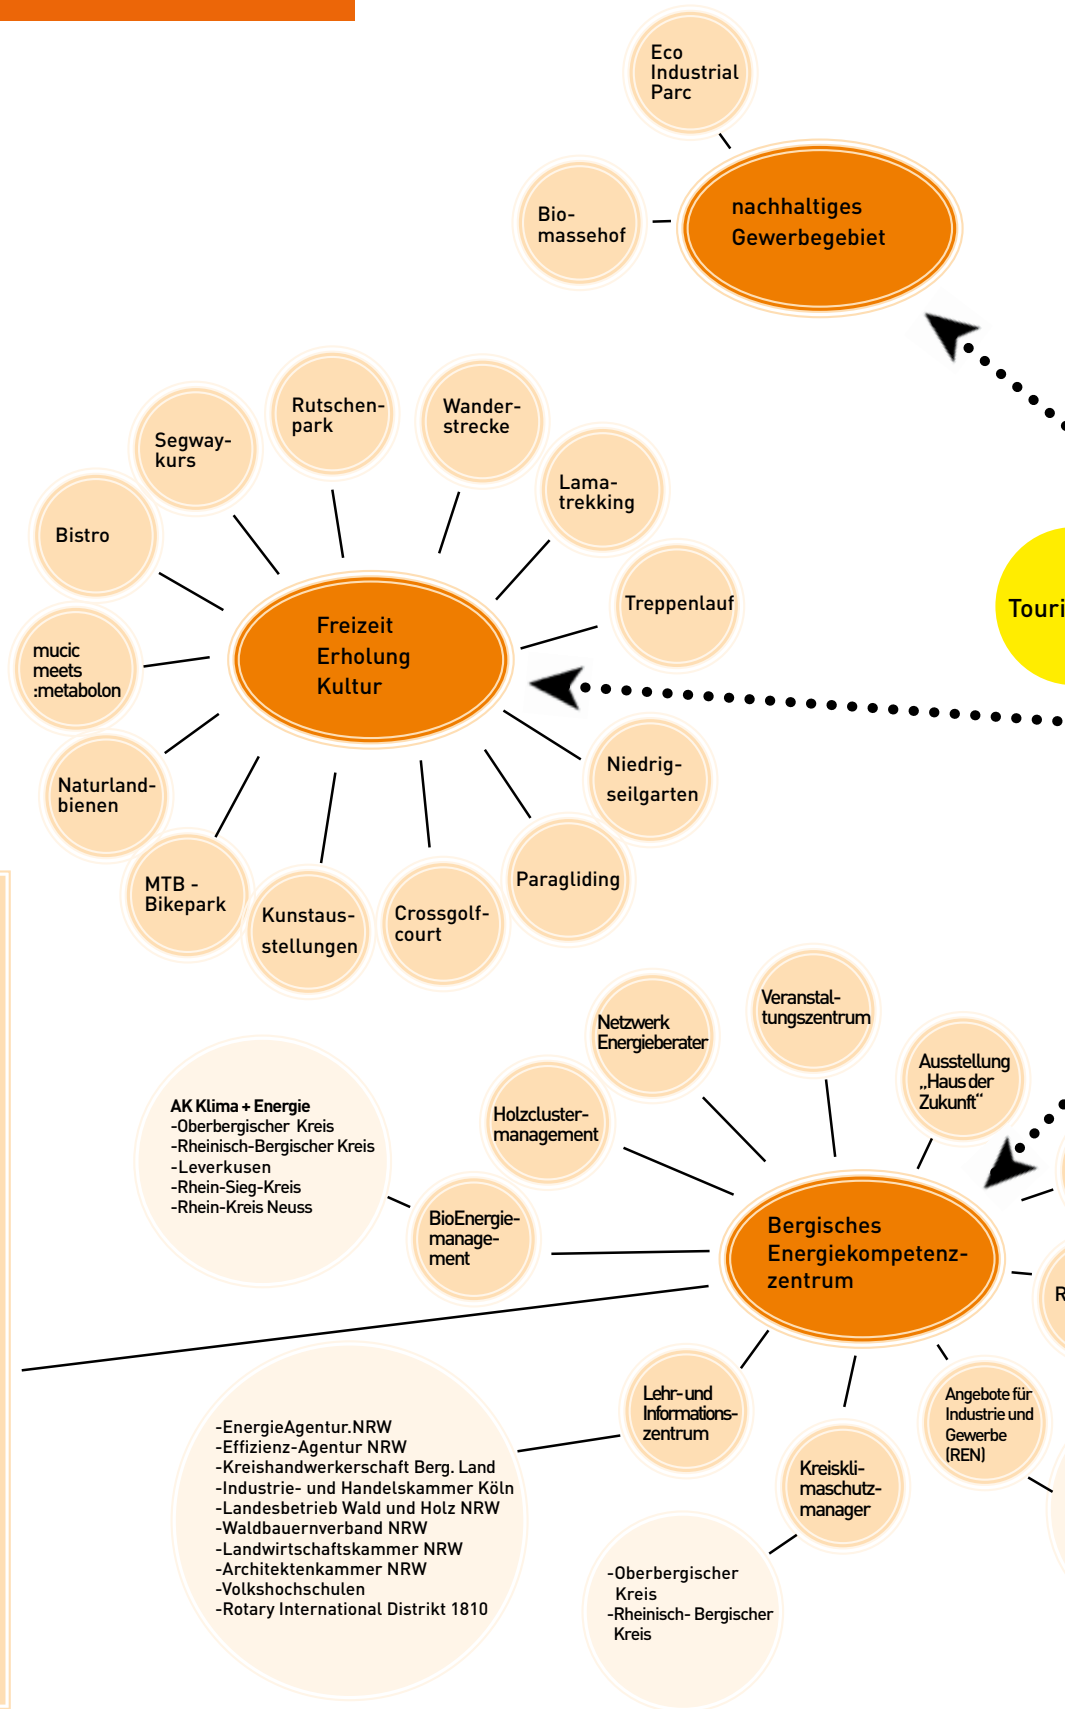 Eco
Industrial
Parc
Bio-
massehof
nachhaltiges
Gewerbegebiet
Rutschen-
park
Wander-
strecke
Segway-
kurs
Lama-
trekking
Bistro
Treppenlauf
Freizeit
Erholung
Kultur
mucic
meets
:metabolon
Naturland-
bienen
Niedrig-
seilgarten
MTB -
Bikepark
Kunstaus-
stellungen
Crossgolf-
court
Paragliding
Touri
Veranstal-
tungszentrum
Netzwerk
Energieberater
Ausstellung
„Haus der
Zukunft“
Holzcluster-
management
AK Klima + Energie
-Oberbergischer Kreis
-Rheinisch-Bergischer Kreis
-Leverkusen
-Rhein-Sieg-Kreis
-Rhein-Kreis Neuss
BioEnergie-
manage-
ment
Bergisches
Energiekompetenz-
zentrum
R
Lehr- und
Informations-
zentrum
Angebote für
Industrie und
Gewerbe
(REN)
-EnergieAgentur.NRW
-Effizienz-Agentur NRW
-Kreishandwerkerschaft Berg. Land
-Industrie- und Handelskammer Köln
-Landesbetrieb Wald und Holz NRW
-Waldbauernverband NRW
-Landwirtschaftskammer NRW
-Architektenkammer NRW
-Volkshochschulen
-Rotary International Distrikt 1810
Kreiskli-
maschutz-
manager
-Oberbergischer
Kreis
-Rheinisch- Bergischer
Kreis